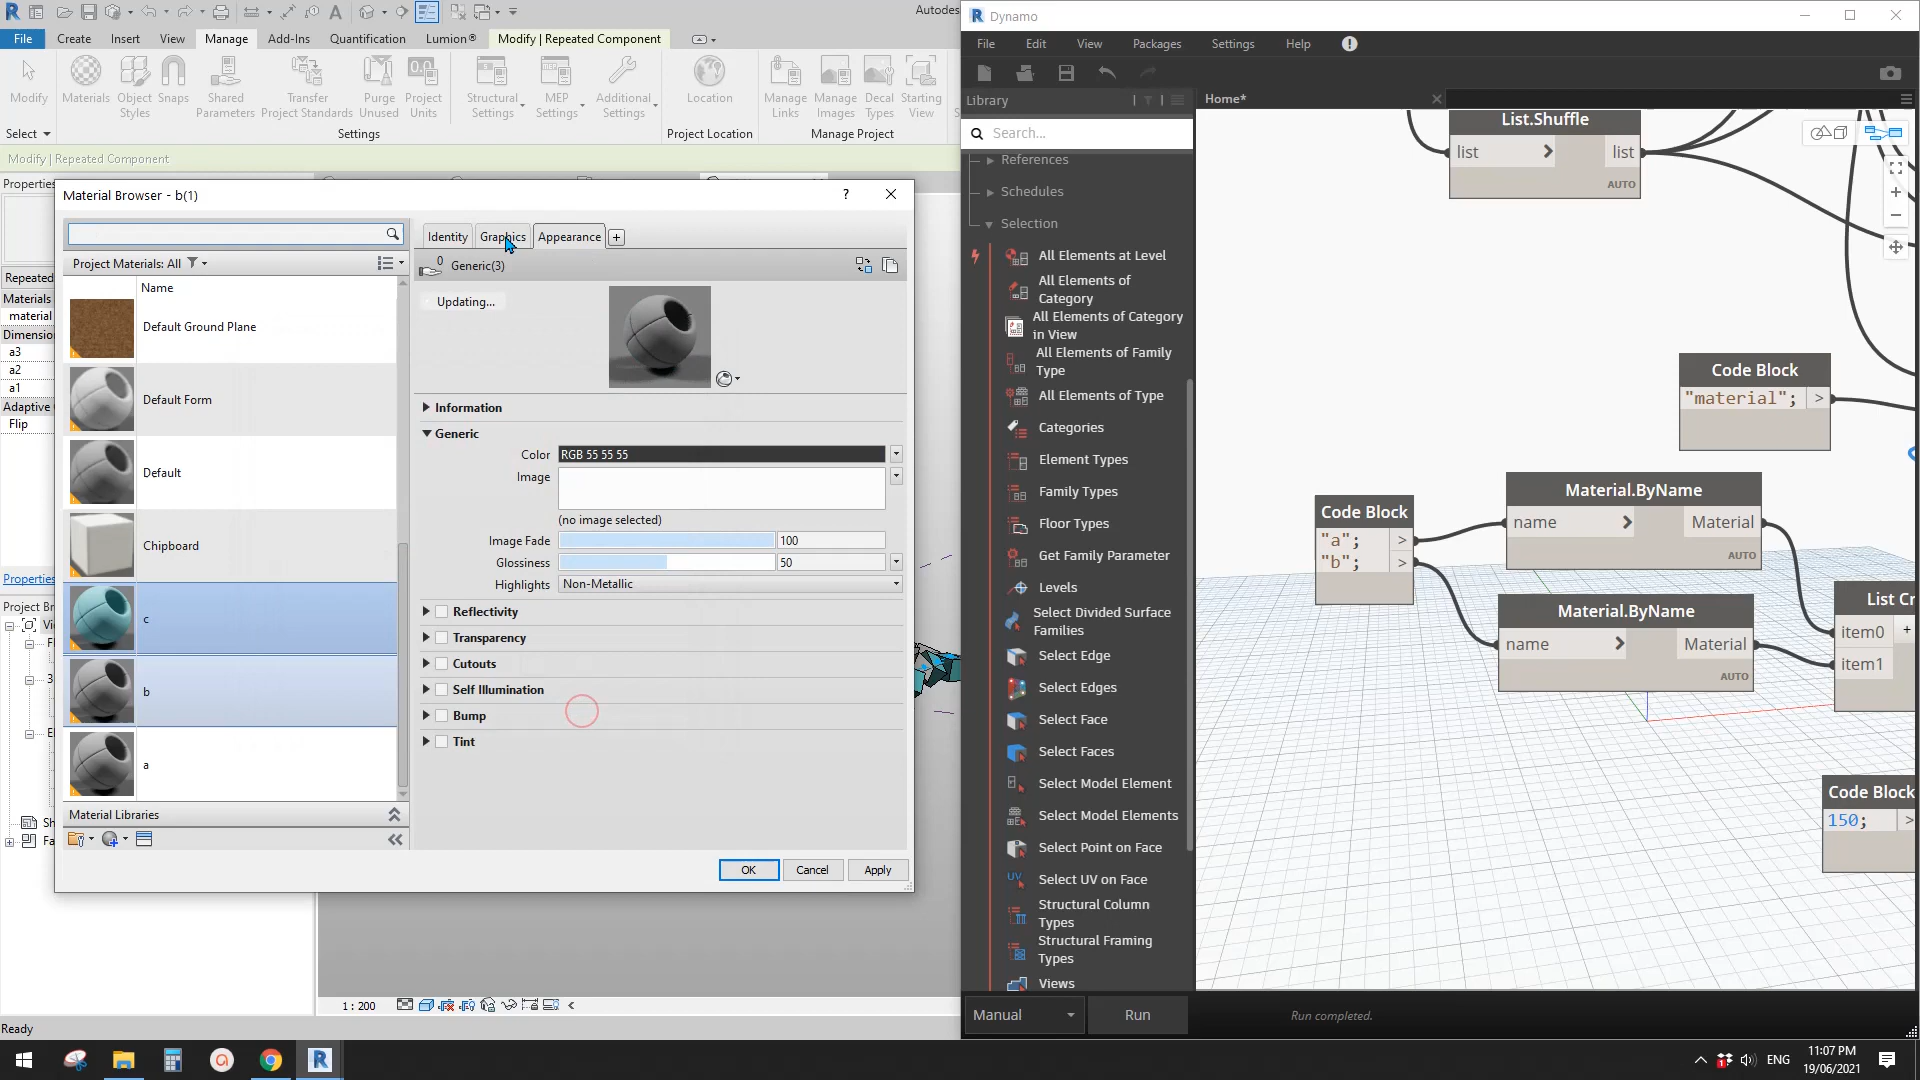 Autodes
File
Create
Insert
View
Manage
Add-Ins
Quantification
Lumion®
Modify | Repeated Component
Modify
Materials
Object Styles
Snaps
Shared Parameters
Transfer Project Standards
Purge Unused
Project Units
Structural Settings
MEP Settings
Additional Settings
Location
Manage Links
Manage Images
Decal Types
Starting View
Select
Settings
Project Location
Manage Project
Modify | Repeated Component
Properties
Repeated
Materials
material
Dimension
a3
a2
a1
Adaptive
Flip
Properties
Project Br
Material Browser - b(1)
?
Project Materials: All
Name
Default Ground Plane
Default Form
Default
Chipboard
c
b
a
Material Libraries
Identity
Graphics
Appearance
0
Generic(3)
Updating...
Information
Generic
Color
RGB 55 55 55
Image
(no image selected)
Image Fade
100
Glossiness
50
Highlights
Non-Metallic
Reflectivity
Transparency
Cutouts
Self Illumination
Bump
Tint
OK
Cancel
Apply
1 : 200
Ready
Dynamo
File
Edit
View
Packages
Settings
Help
Library
Search...
References
Schedules
Selection
All Elements at Level
All Elements of
Category
All Elements of Category
in View
All Elements of Family
Type
All Elements of Type
Categories
Element Types
Family Types
Floor Types
Get Family Parameter
Levels
Select Divided Surface
Families
Select Edge
Select Edges
Select Face
Select Faces
Select Model Element
Select Model Elements
Select Point on Face
Select UV on Face
Structural Column
Types
Structural Framing
Types
Views
Home*
List.Shuffle
list > list
AUTO
Code Block
"material"; >
Code Block
"a"; >
"b"; >
Material.ByName
name > Material
AUTO
Material.ByName
name > Material
AUTO
List Cr
item0 +
item1
Code Block
150; >
Manual
Run
Run completed.
ENG
11:07 PM
19/06/2021